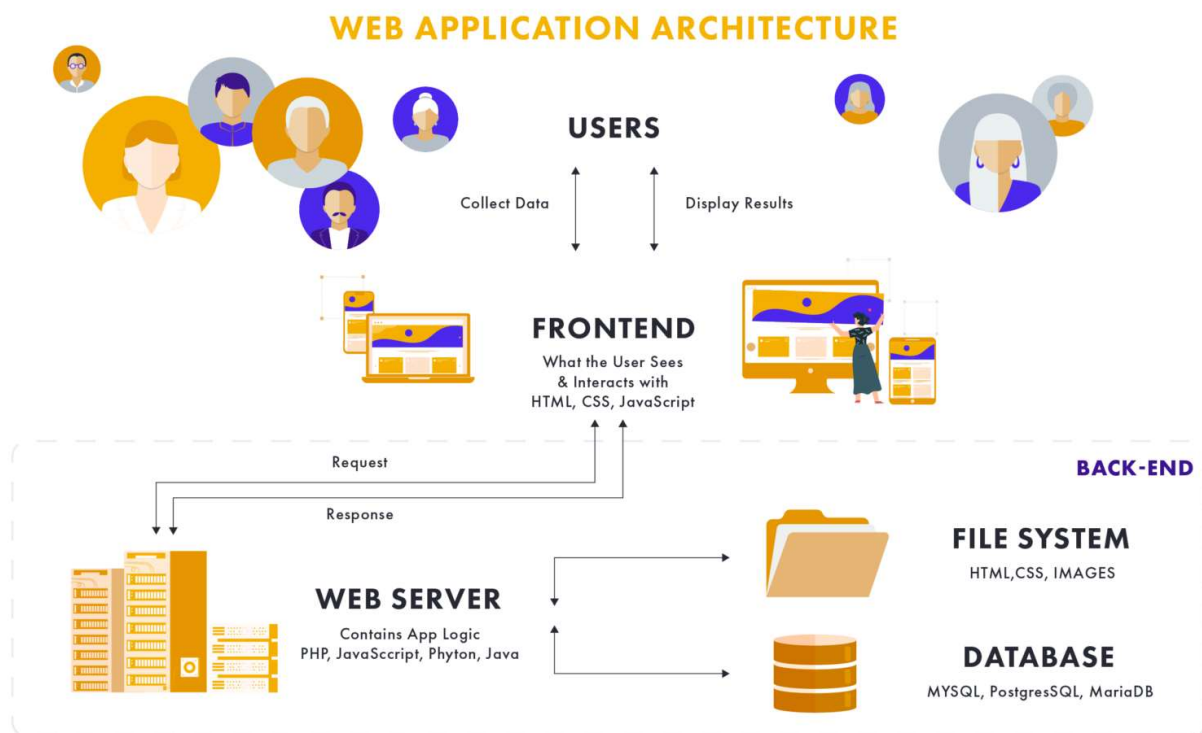 WEB APPLICATION ARCHITECTURE
USERS
Collect Data
Display Results
FRONTEND
What the User Sees
& Interacts with
HTML, CSS, JavaScript
Request
BACK-END
Response
FILE SYSTEM
HTML,CSS, IMAGES
WEB SERVER
Contains App Logic
PHP, JavaSccript, Phyton, Java
DATABASE
MYSQL, PostgresSQL, MariaDB